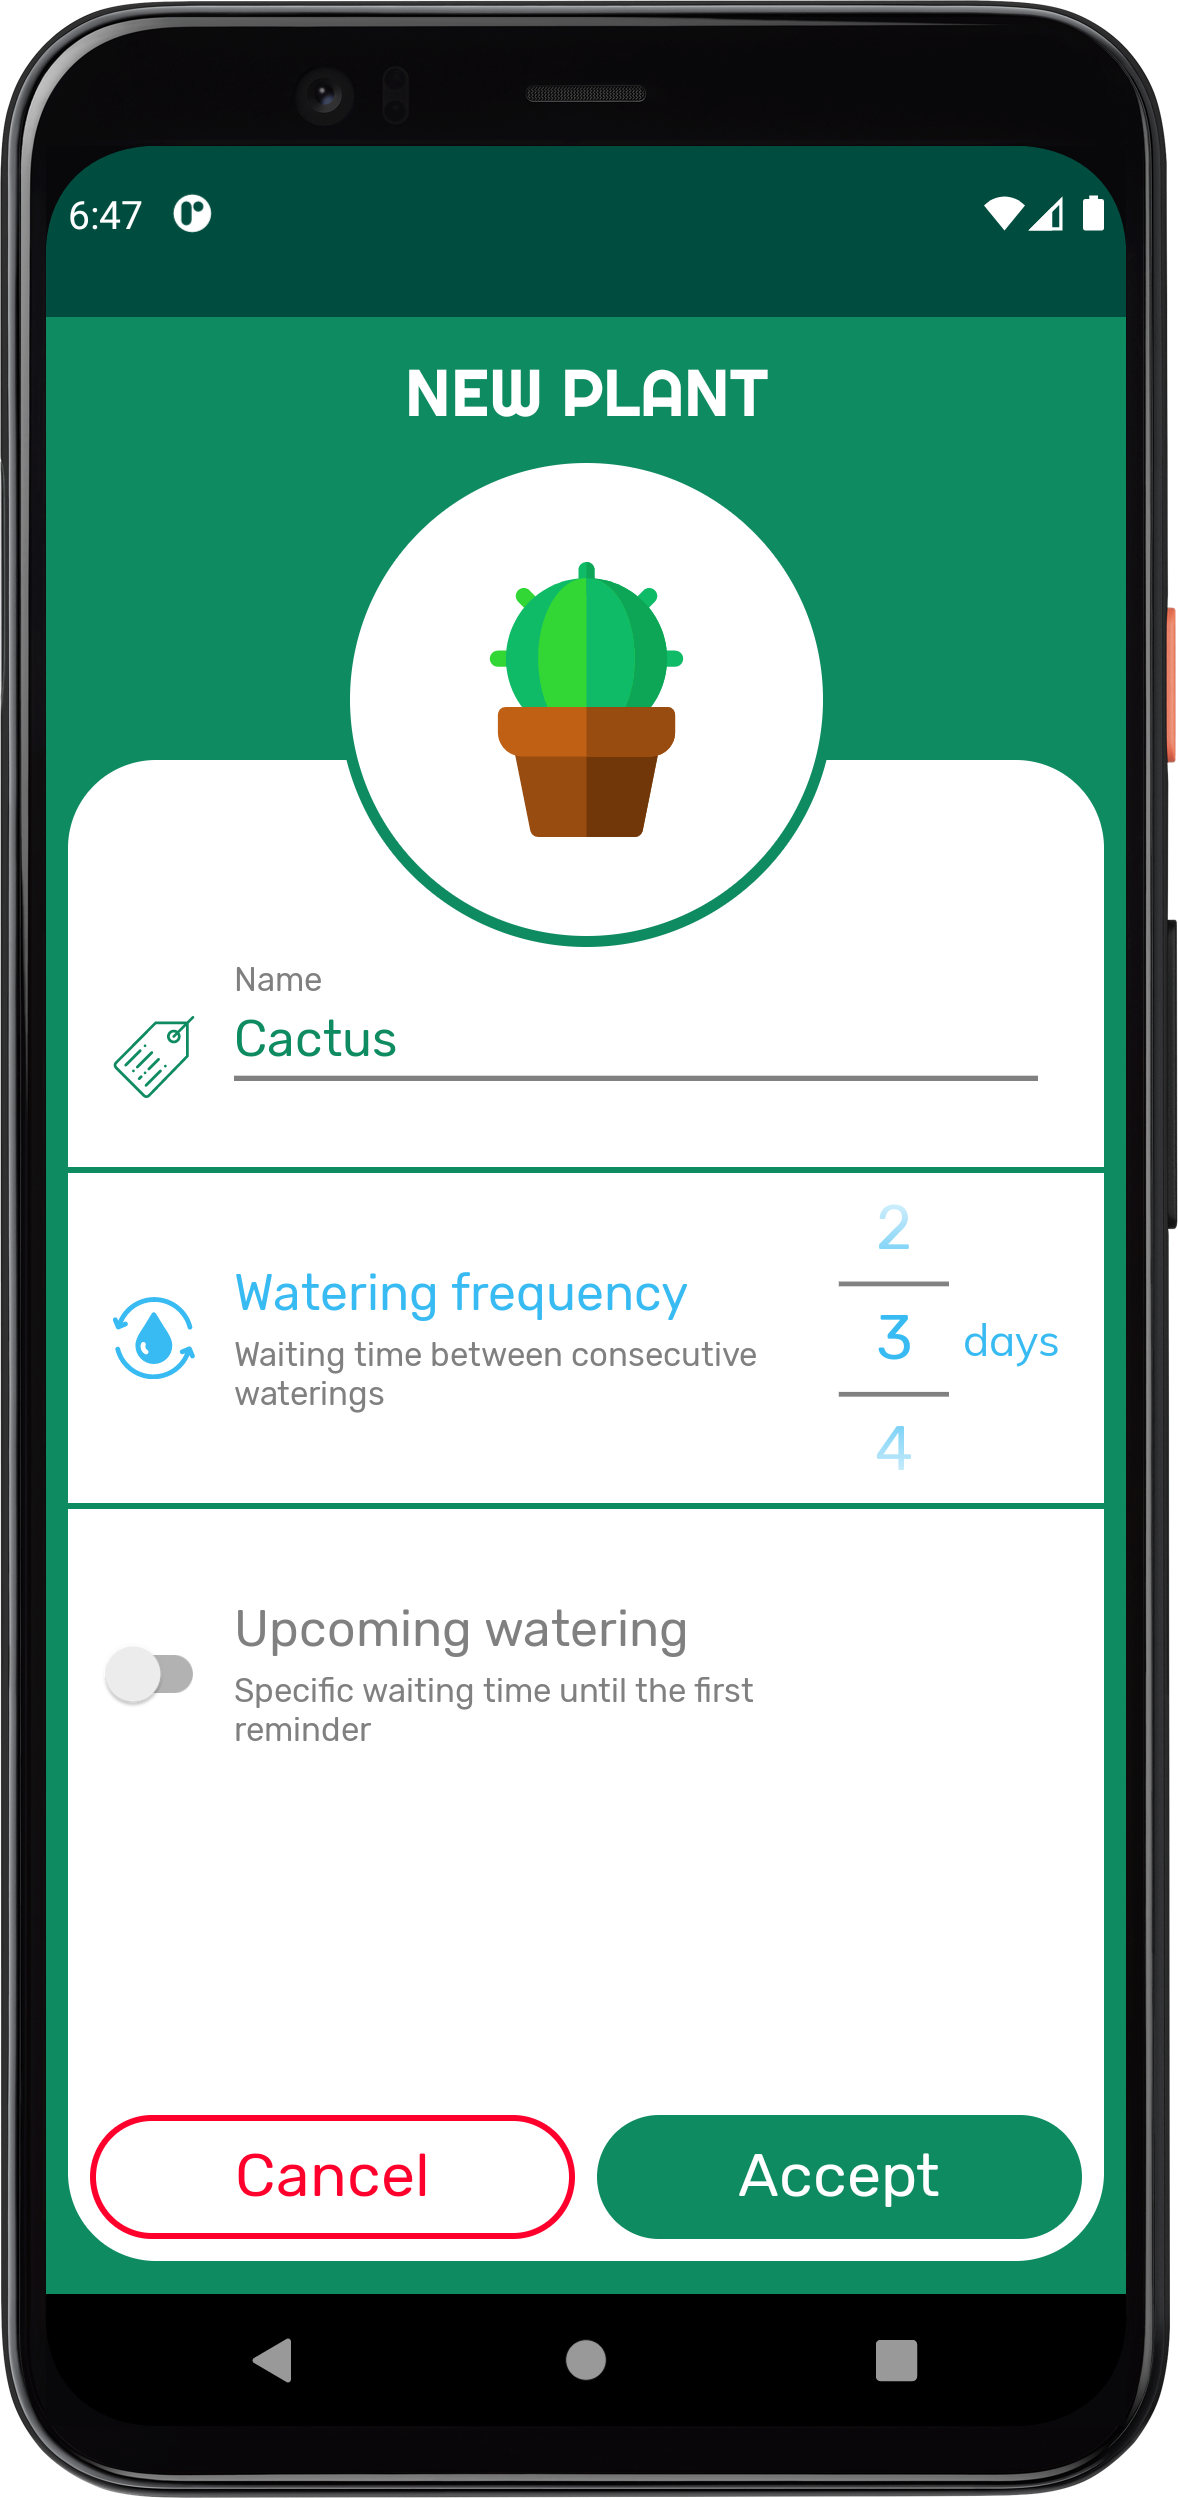 6:47
NEW PLANT
Name
Cactus
2
Watering frequency
3 days
Waiting time between consecutive
waterings
4
Upcoming watering
Specific waiting time until the first
reminder
Cancel
Accept